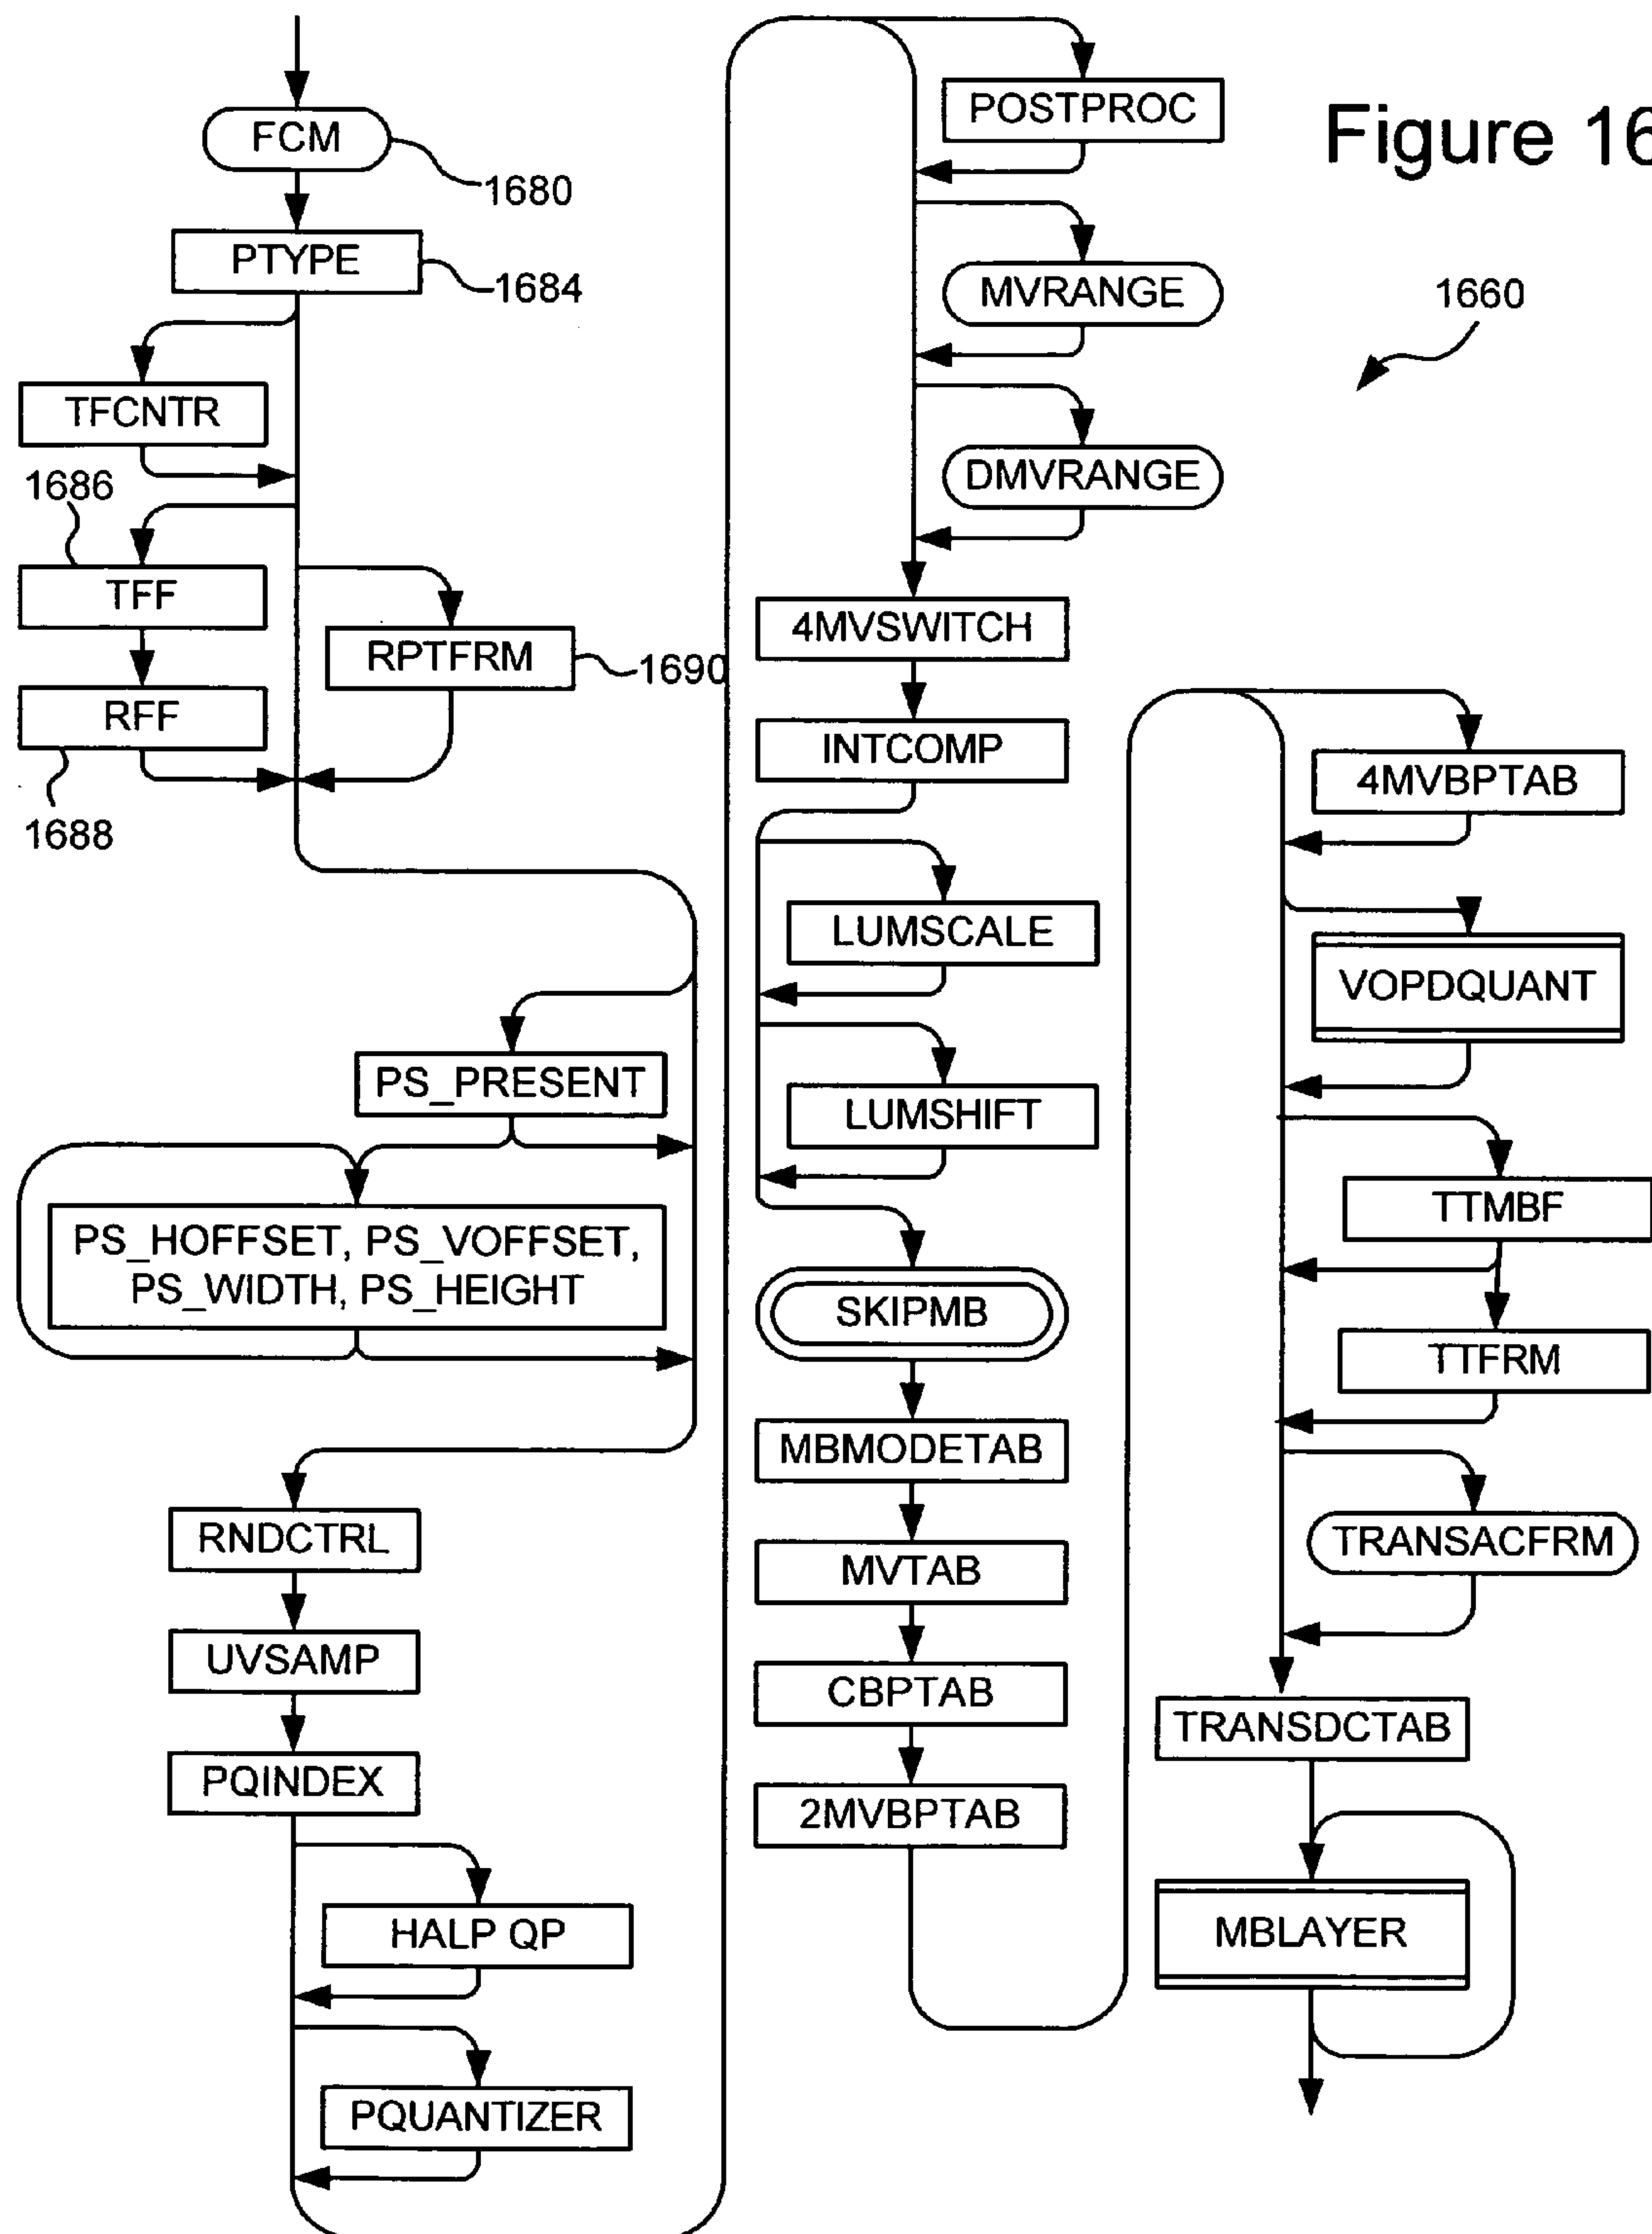 Figure 16
1660
FCM
1680
PTYPE
1684
TFCNTR
1686
TFF
RFF
1688
RPTFRM
1690
PS_PRESENT
PS_HOFFSET, PS_VOFFSET,
PS_WIDTH, PS_HEIGHT
RNDCTRL
UVSAMP
PQINDEX
HALP QP
PQUANTIZER
POSTPROC
MVRANGE
DMVRANGE
4MVSWITCH
INTCOMP
LUMSCALE
LUMSHIFT
SKIPMB
MBMODETAB
MVTAB
CBPTAB
2MVBPTAB
4MVBPTAB
VOPDQUANT
TTMBF
TTFRM
TRANSACFRM
TRANSDCTAB
MBLAYER